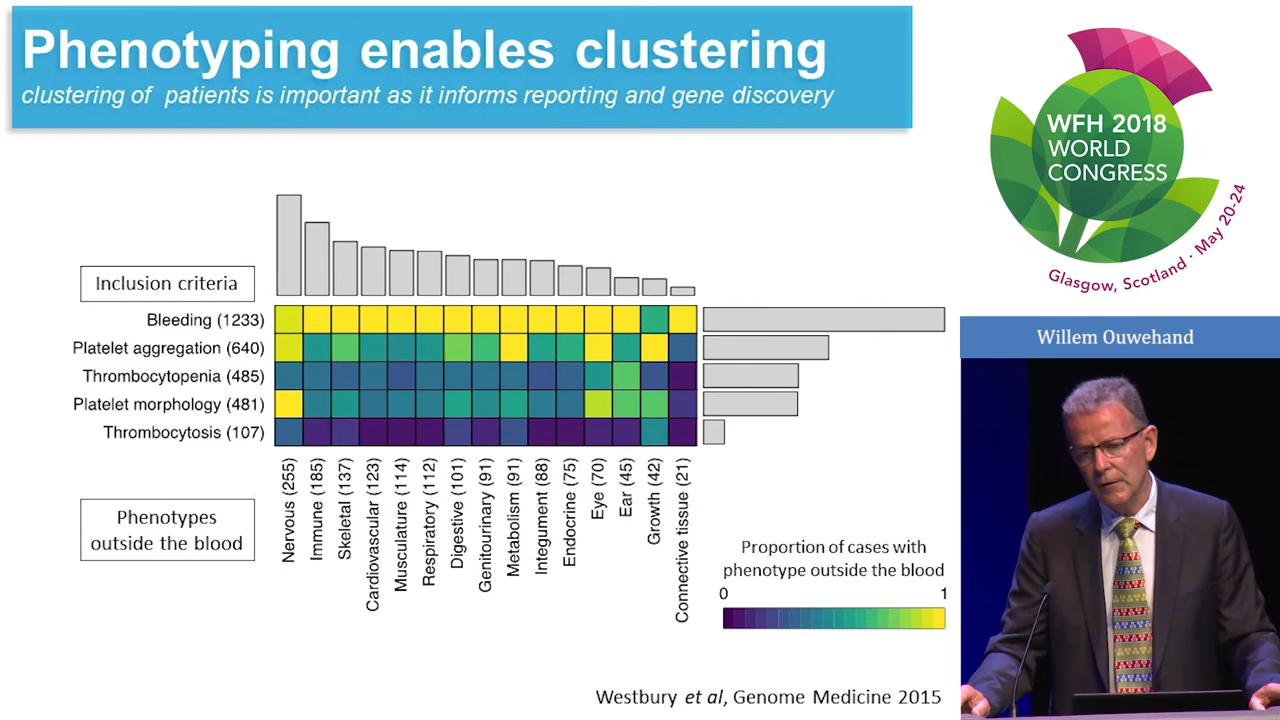 Phenotyping enables clustering
clustering of patients is important as it informs reporting and gene discovery
WFH 2018
WORLD
CONGRESS
Glasgow, Scotland · May 20-24
Willem Ouwehand
Inclusion criteria
Bleeding (1233)
Platelet aggregation (640)
Thrombocytopenia (485)
Platelet morphology (481)
Thrombocytosis (107)
Phenotypes
outside the blood
Nervous (255)
Immune (185)
Skeletal (137)
Cardiovascular (123)
Musculature (114)
Respiratory (112)
Digestive (101)
Genitourinary (91)
Metabolism (91)
Integument (88)
Endocrine (75)
Eye (70)
Ear (45)
Growth (42)
Connective tissue (21)
Proportion of cases with
phenotype outside the blood
0 1
Westbury et al, Genome Medicine 2015